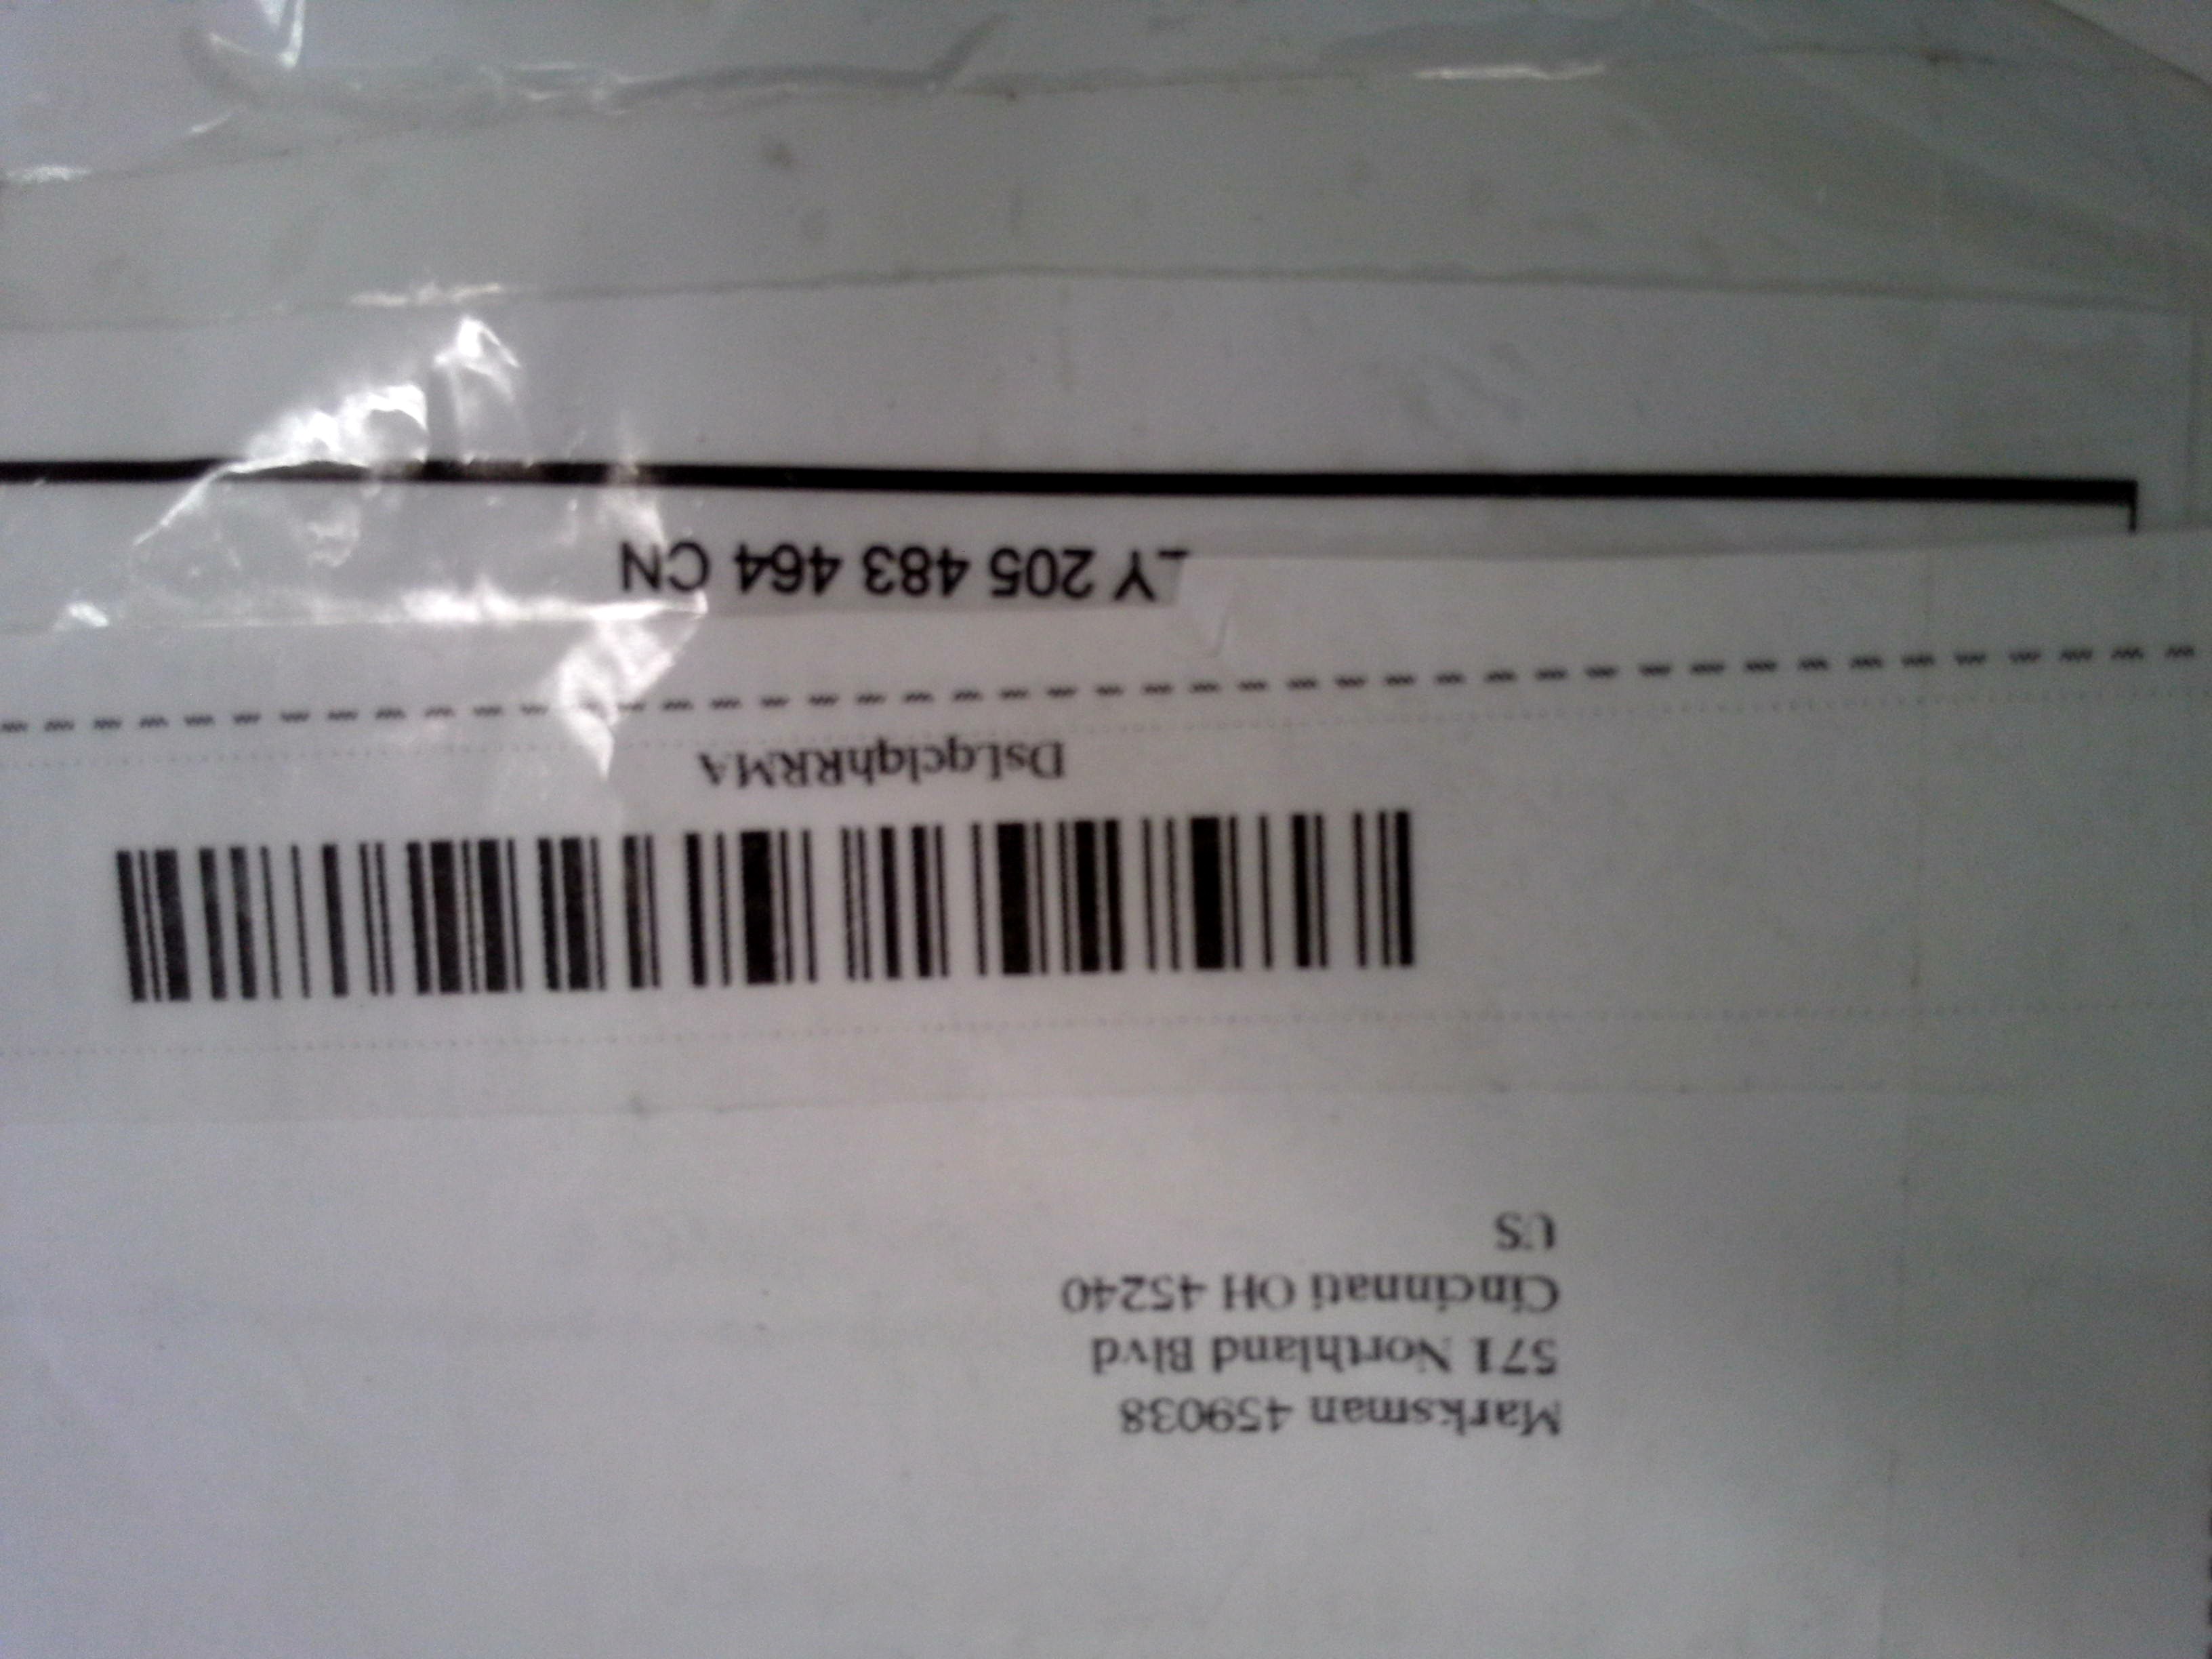 Marksman 459038
571 Northland Blvd
Cincinnati OH 45240
US
DsLqclqhRRMA
LY 205 483 464 CN